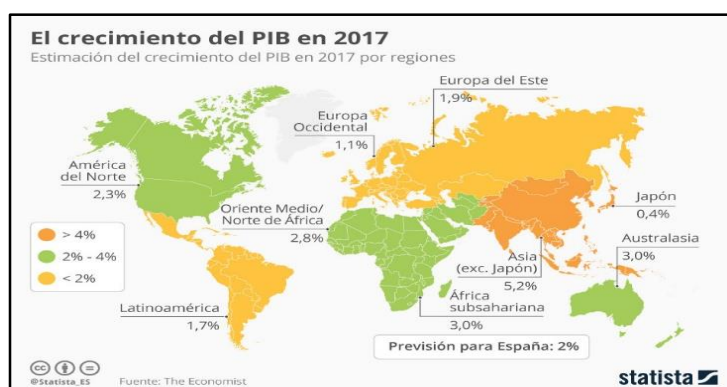 El crecimiento del PIB en 2017
Estimación del crecimiento del PIB en 2017 por regiones
Europa del Este
1,9%
Europa
Occidental
1,1%
América
del Norte
2,3%
Oriente Medio/
Norte de África
2,8%
Japón
0,4%
> 4%
2% - 4%
< 2%
Australasia
3,0%
Asia
(exc. Japón)
5,2%
Latinoamérica
1,7%
África
subsahariana
3,0%
Previsión para España: 2%
@Statista_ES
Fuente: The Economist
statista